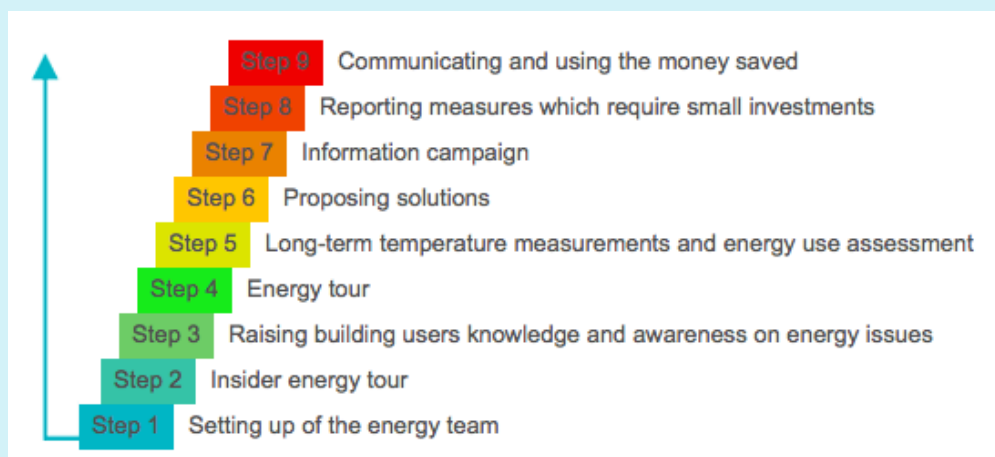 Step 9 Communicating and using the money saved
Step 8 Reporting measures which require small investments
Step 7 Information campaign
Step 6 Proposing solutions
Step 5 Long-term temperature measurements and energy use assessment
Step 4 Energy tour
Step 3 Raising building users knowledge and awareness on energy issues
Step 2 Insider energy tour
Step 1 Setting up of the energy team